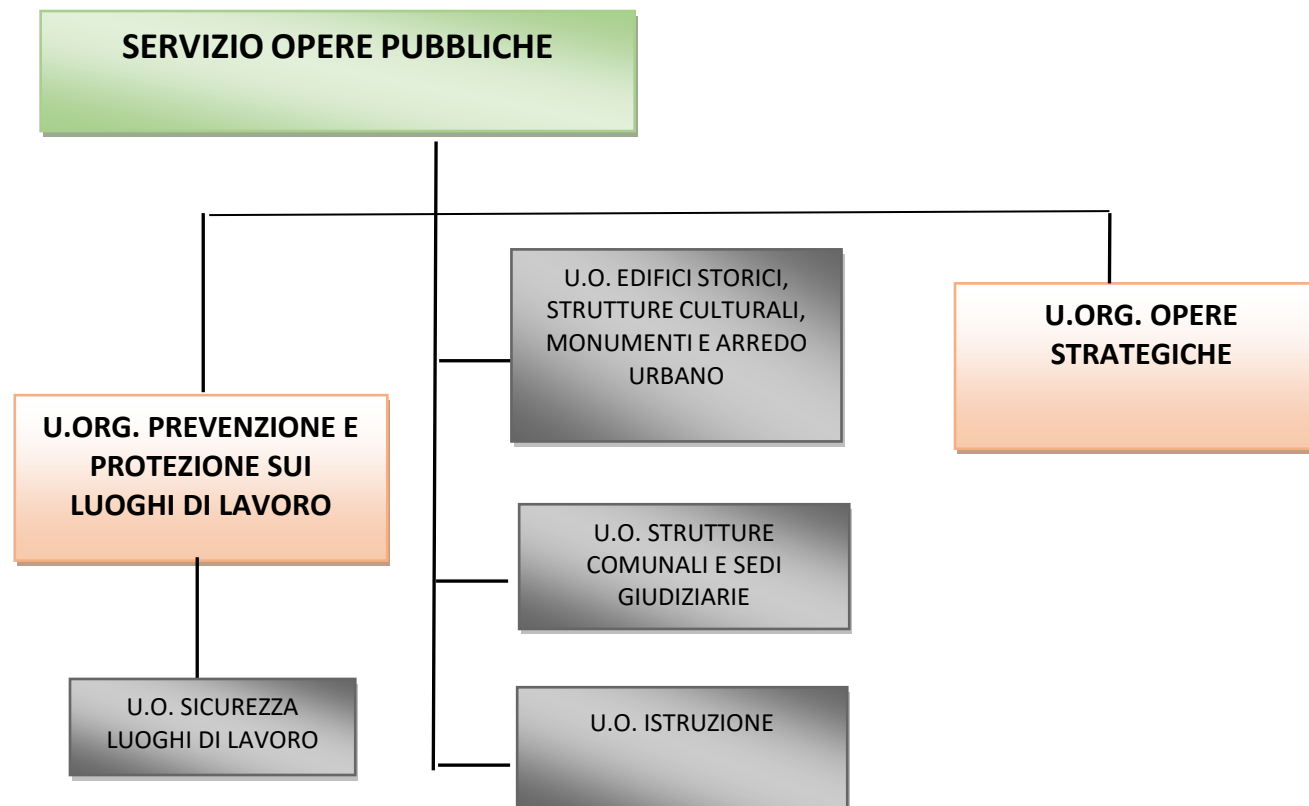 SERVIZIO OPERE PUBBLICHE
U.O. EDIFICI STORICI,
STRUTTURE CULTURALI,
MONUMENTI E ARREDO
URBANO
U.ORG. OPERE
STRATEGICHE
U.ORG. PREVENZIONE E
PROTEZIONE SUI
LUOGHI DI LAVORO
U.O. STRUTTURE
COMUNALI E SEDI
GIUDIZIARIE
U.O. SICUREZZA
LUOGHI DI LAVORO
U.O. ISTRUZIONE